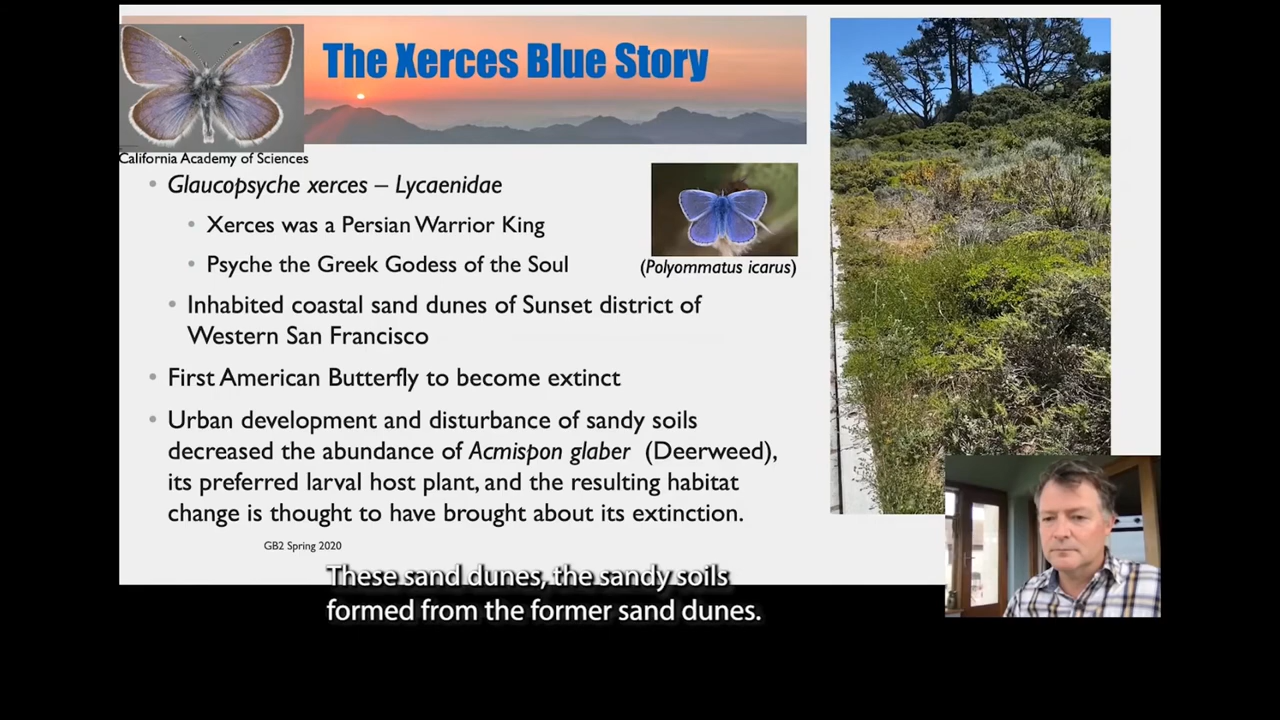 The Xerces Blue Story
California Academy of Sciences
• Glaucopsyche xerces – Lycaenidae
• Xerces was a Persian Warrior King
• Psyche the Greek Godess of the Soul
(Polyommatus icarus)
• Inhabited coastal sand dunes of Sunset district of
Western San Francisco
• First American Butterfly to become extinct
• Urban development and disturbance of sandy soils
decreased the abundance of Acmispon glaber (Deerweed),
its preferred larval host plant, and the resulting habitat
change is thought to have brought about its extinction.
GB2 Spring 2020
These sand dunes, the sandy soils
formed from the former sand dunes.